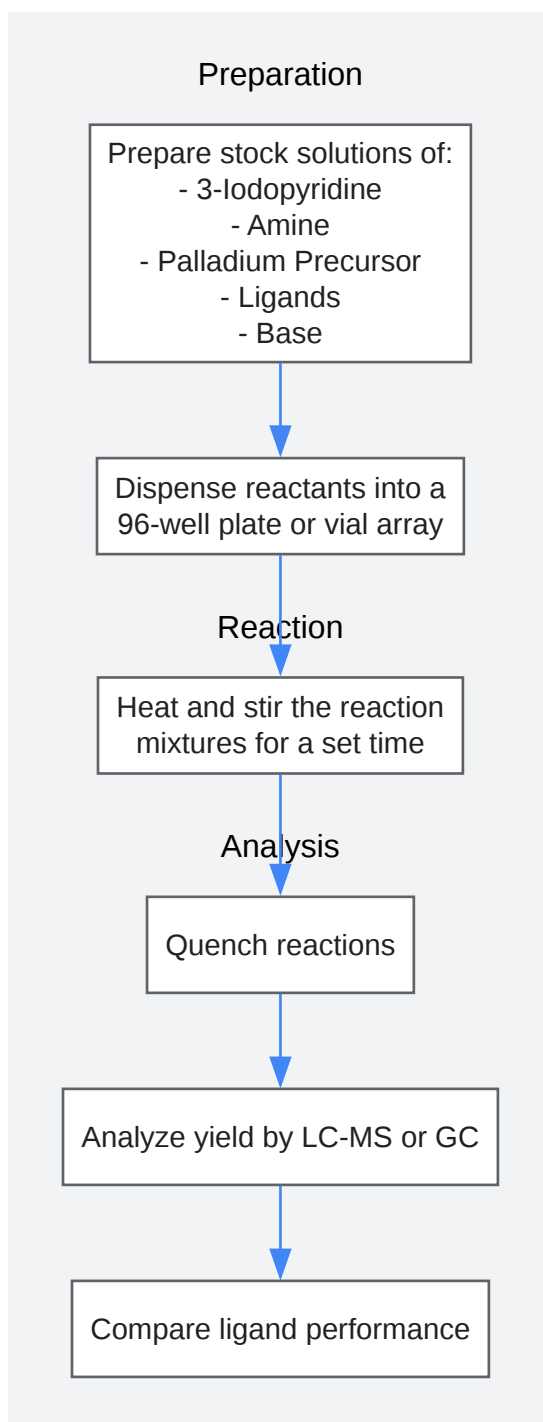 Preparation
Prepare stock solutions of:
- 3-Iodopyridine
- Amine
- Palladium Precursor
- Ligands
- Base
Dispense reactants into a
96-well plate or vial array
Reaction
Heat and stir the reaction
mixtures for a set time
Analysis
Quench reactions
Analyze yield by LC-MS or GC
Compare ligand performance